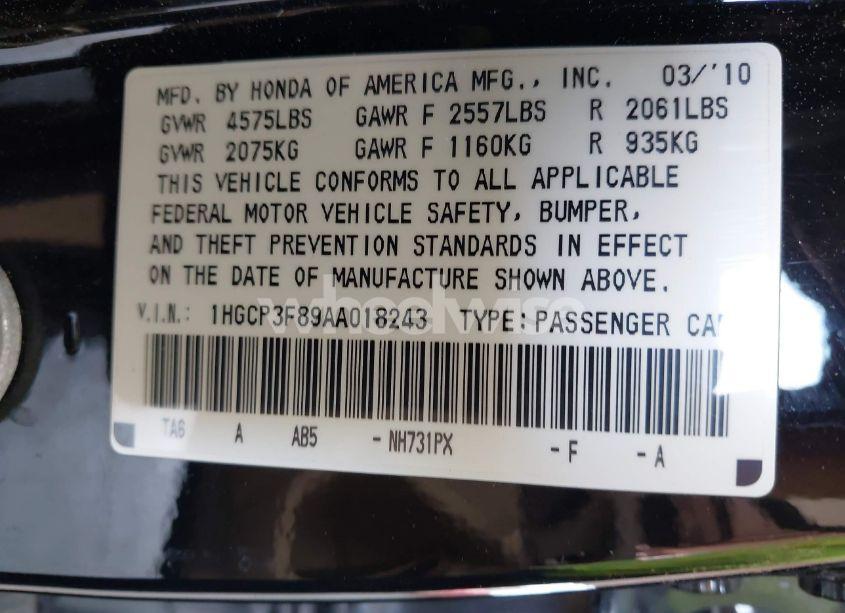 MFD. BY HONDA OF AMERICA MFG., INC. 03/'10
GVWR 4575LBS GAWR F 2557LBS R 2061LBS
GVWR 2075KG GAWR F 1160KG R 935KG
THIS VEHICLE CONFORMS TO ALL APPLICABLE
FEDERAL MOTOR VEHICLE SAFETY, BUMPER,
AND THEFT PREVENTION STANDARDS IN EFFECT
ON THE DATE OF MANUFACTURE SHOWN ABOVE.
V.I.N.: 1HGCP3F89AA018243 TYPE:PASSENGER CA
wheelwise
TA6 A AB5 -NH731PX -F -A